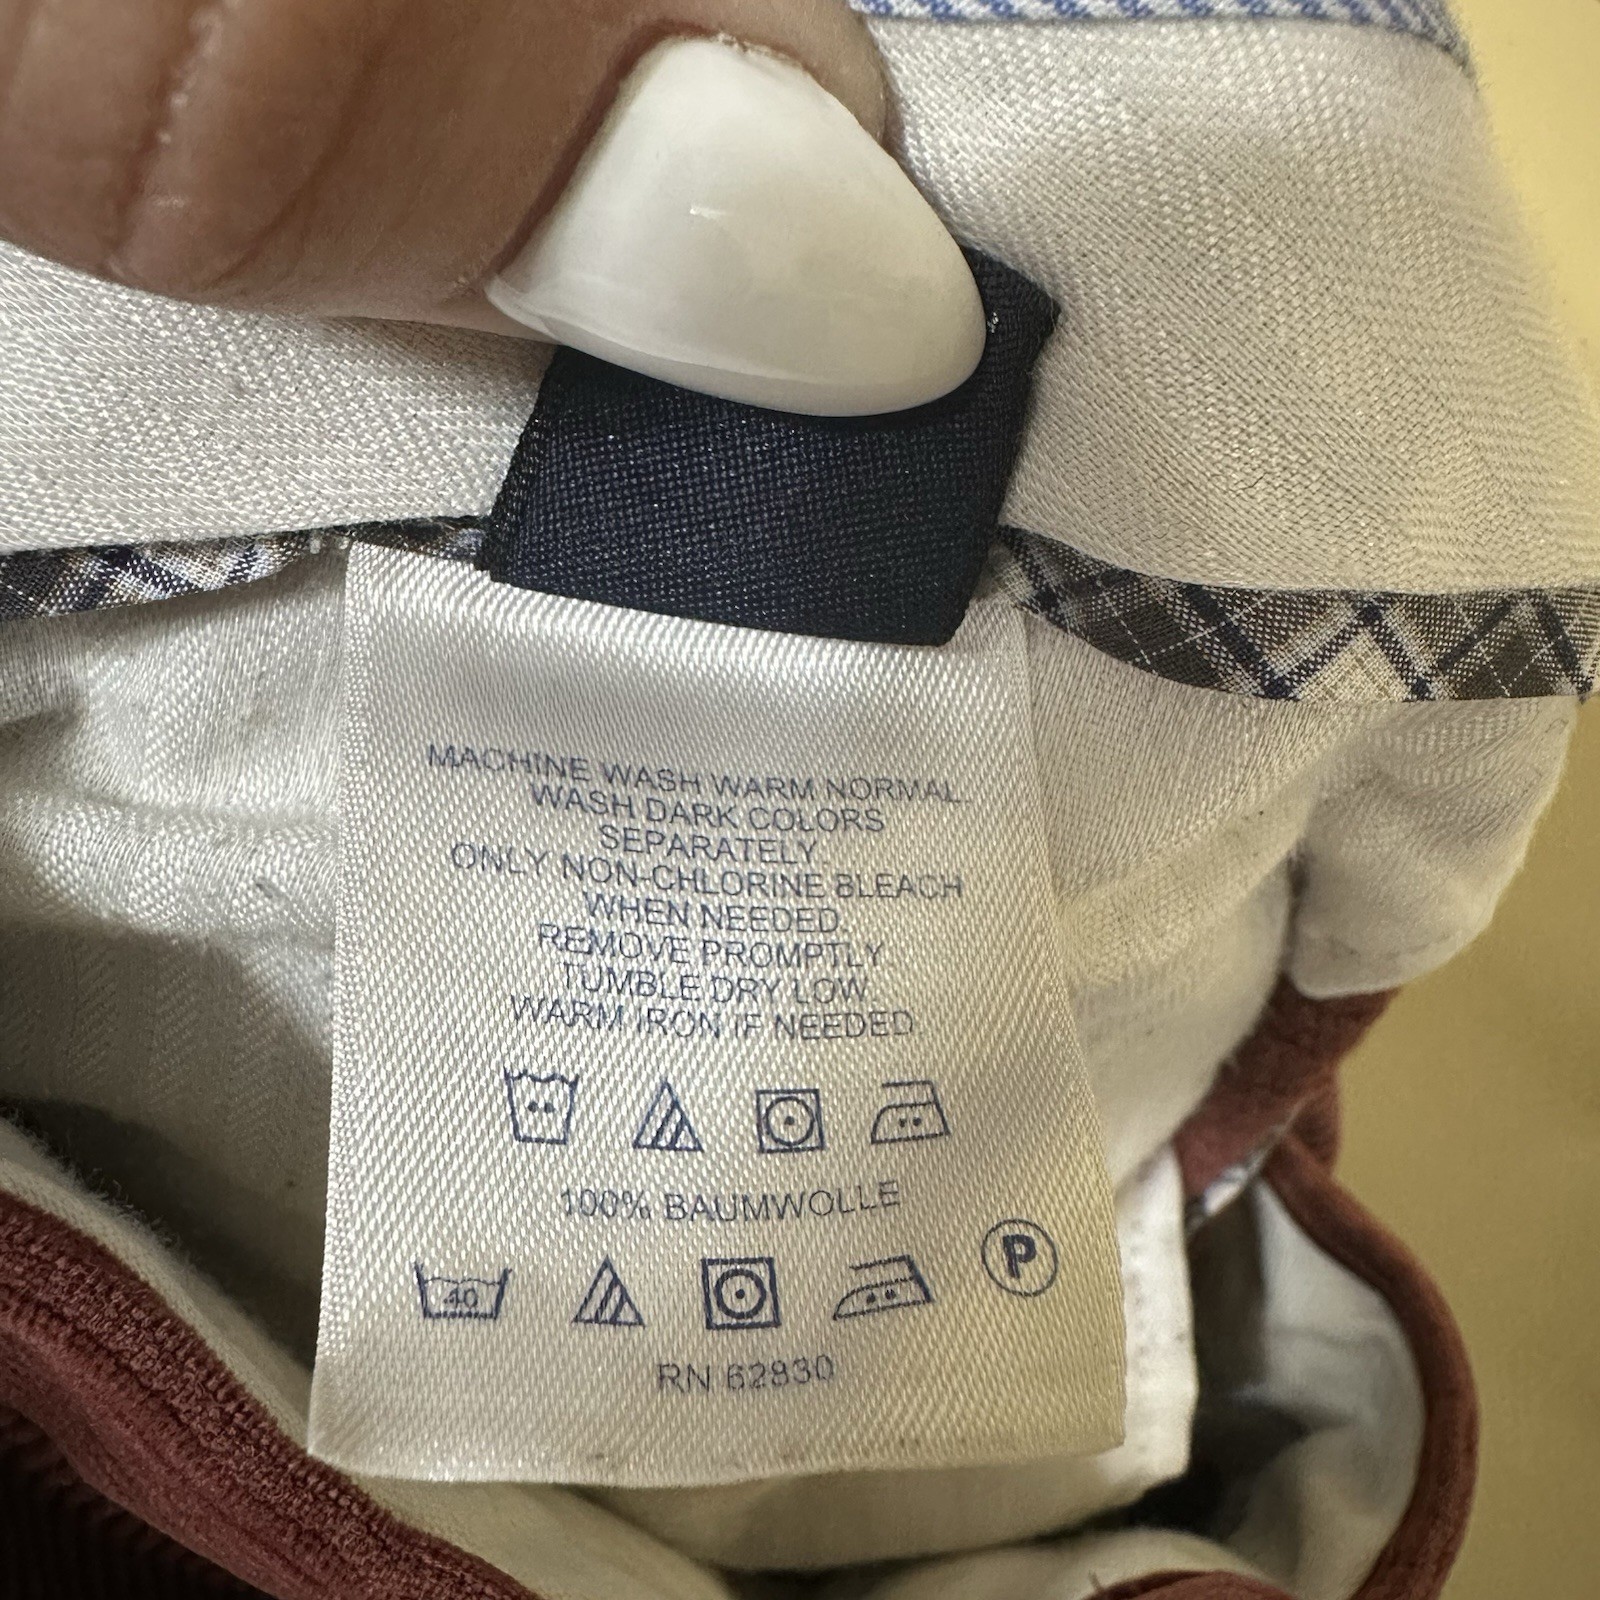 MACHINE WASH WARM NORMAL.
WASH DARK COLORS
SEPARATELY.
ONLY NON-CHLORINE BLEACH
WHEN NEEDED.
REMOVE PROMPTLY
TUMBLE DRY LOW.
WARM IRON IF NEEDED
100% BAUMWOLLE
40
P
RN 62830